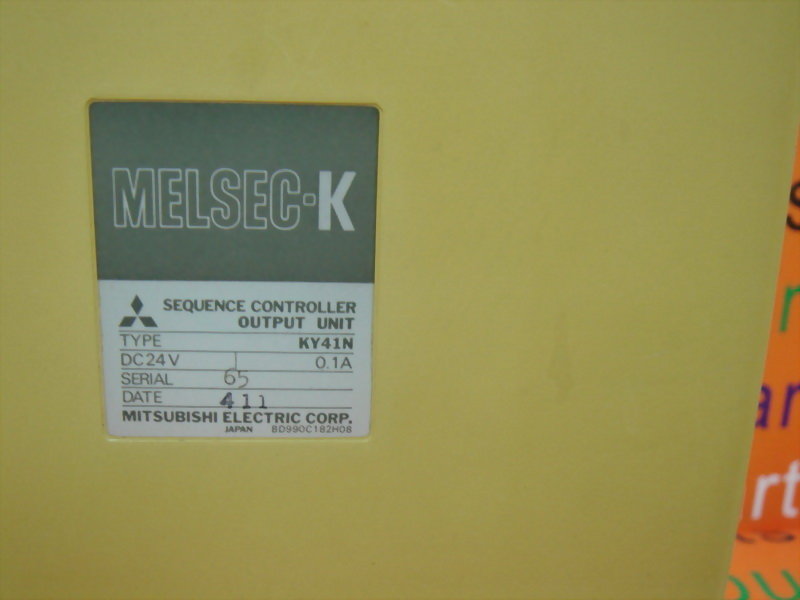 MELSEC-K
SEQUENCE CONTROLLER
OUTPUT UNIT
TYPE KY41N
DC24V 0.1A
SERIAL 65
DATE 411
MITSUBISHI ELECTRIC CORP.
JAPAN BD990C182H08